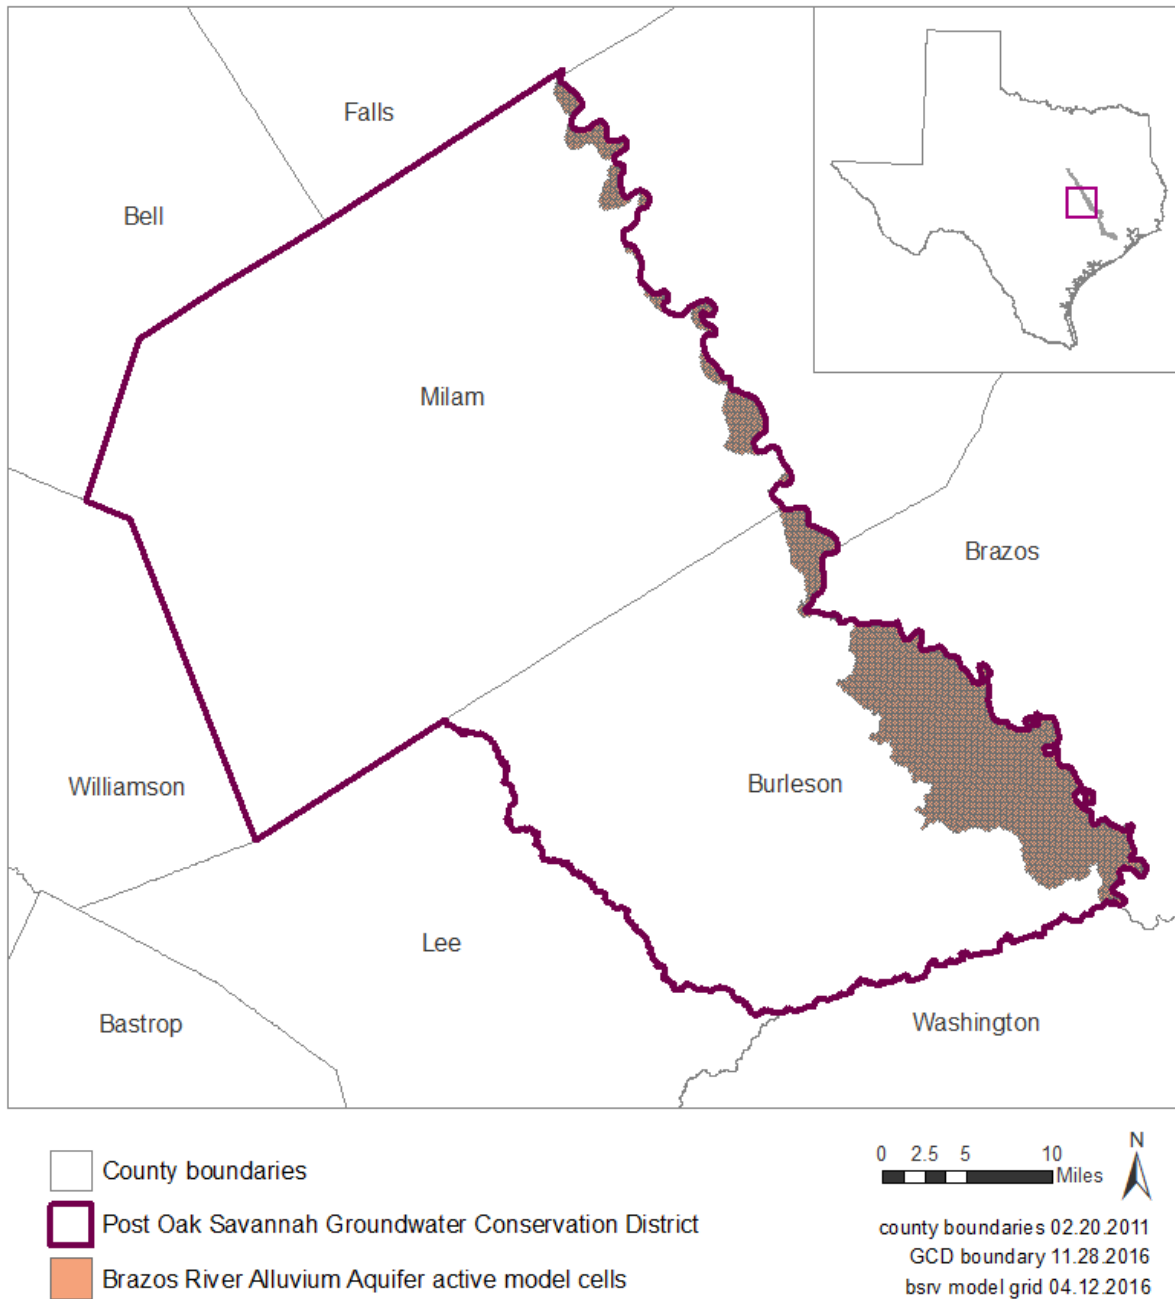 Falls
Bell
Milam
Brazos
Williamson
Burleson
Lee
Bastrop
Washington
County boundaries
Post Oak Savannah Groundwater Conservation District
Brazos River Alluvium Aquifer active model cells
0 2.5 5 10
Miles
N
county boundaries 02.20.2011
GCD boundary 11.28.2016
bsrv model grid 04.12.2016